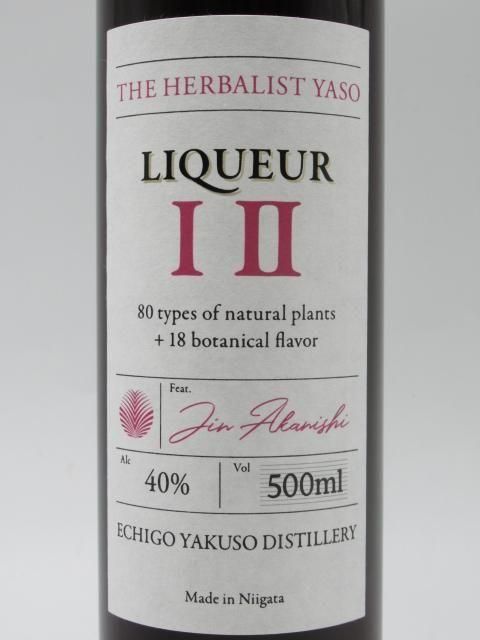 THE HERBALIST YASO
LIQUEUR
I II
80 types of natural plants
+ 18 botanical flavor
Feat.
Jin Akanishi
Alc
40%
Vol
500ml
ECHIGO YAKUSO DISTILLERY
Made in Niigata